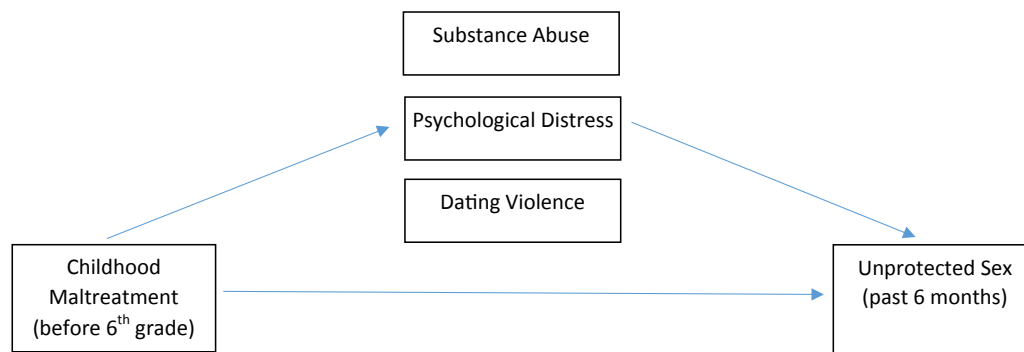 Substance Abuse
Psychological Distress
Dating Violence
Childhood
Maltreatment
(before 6th grade)
Unprotected Sex
(past 6 months)